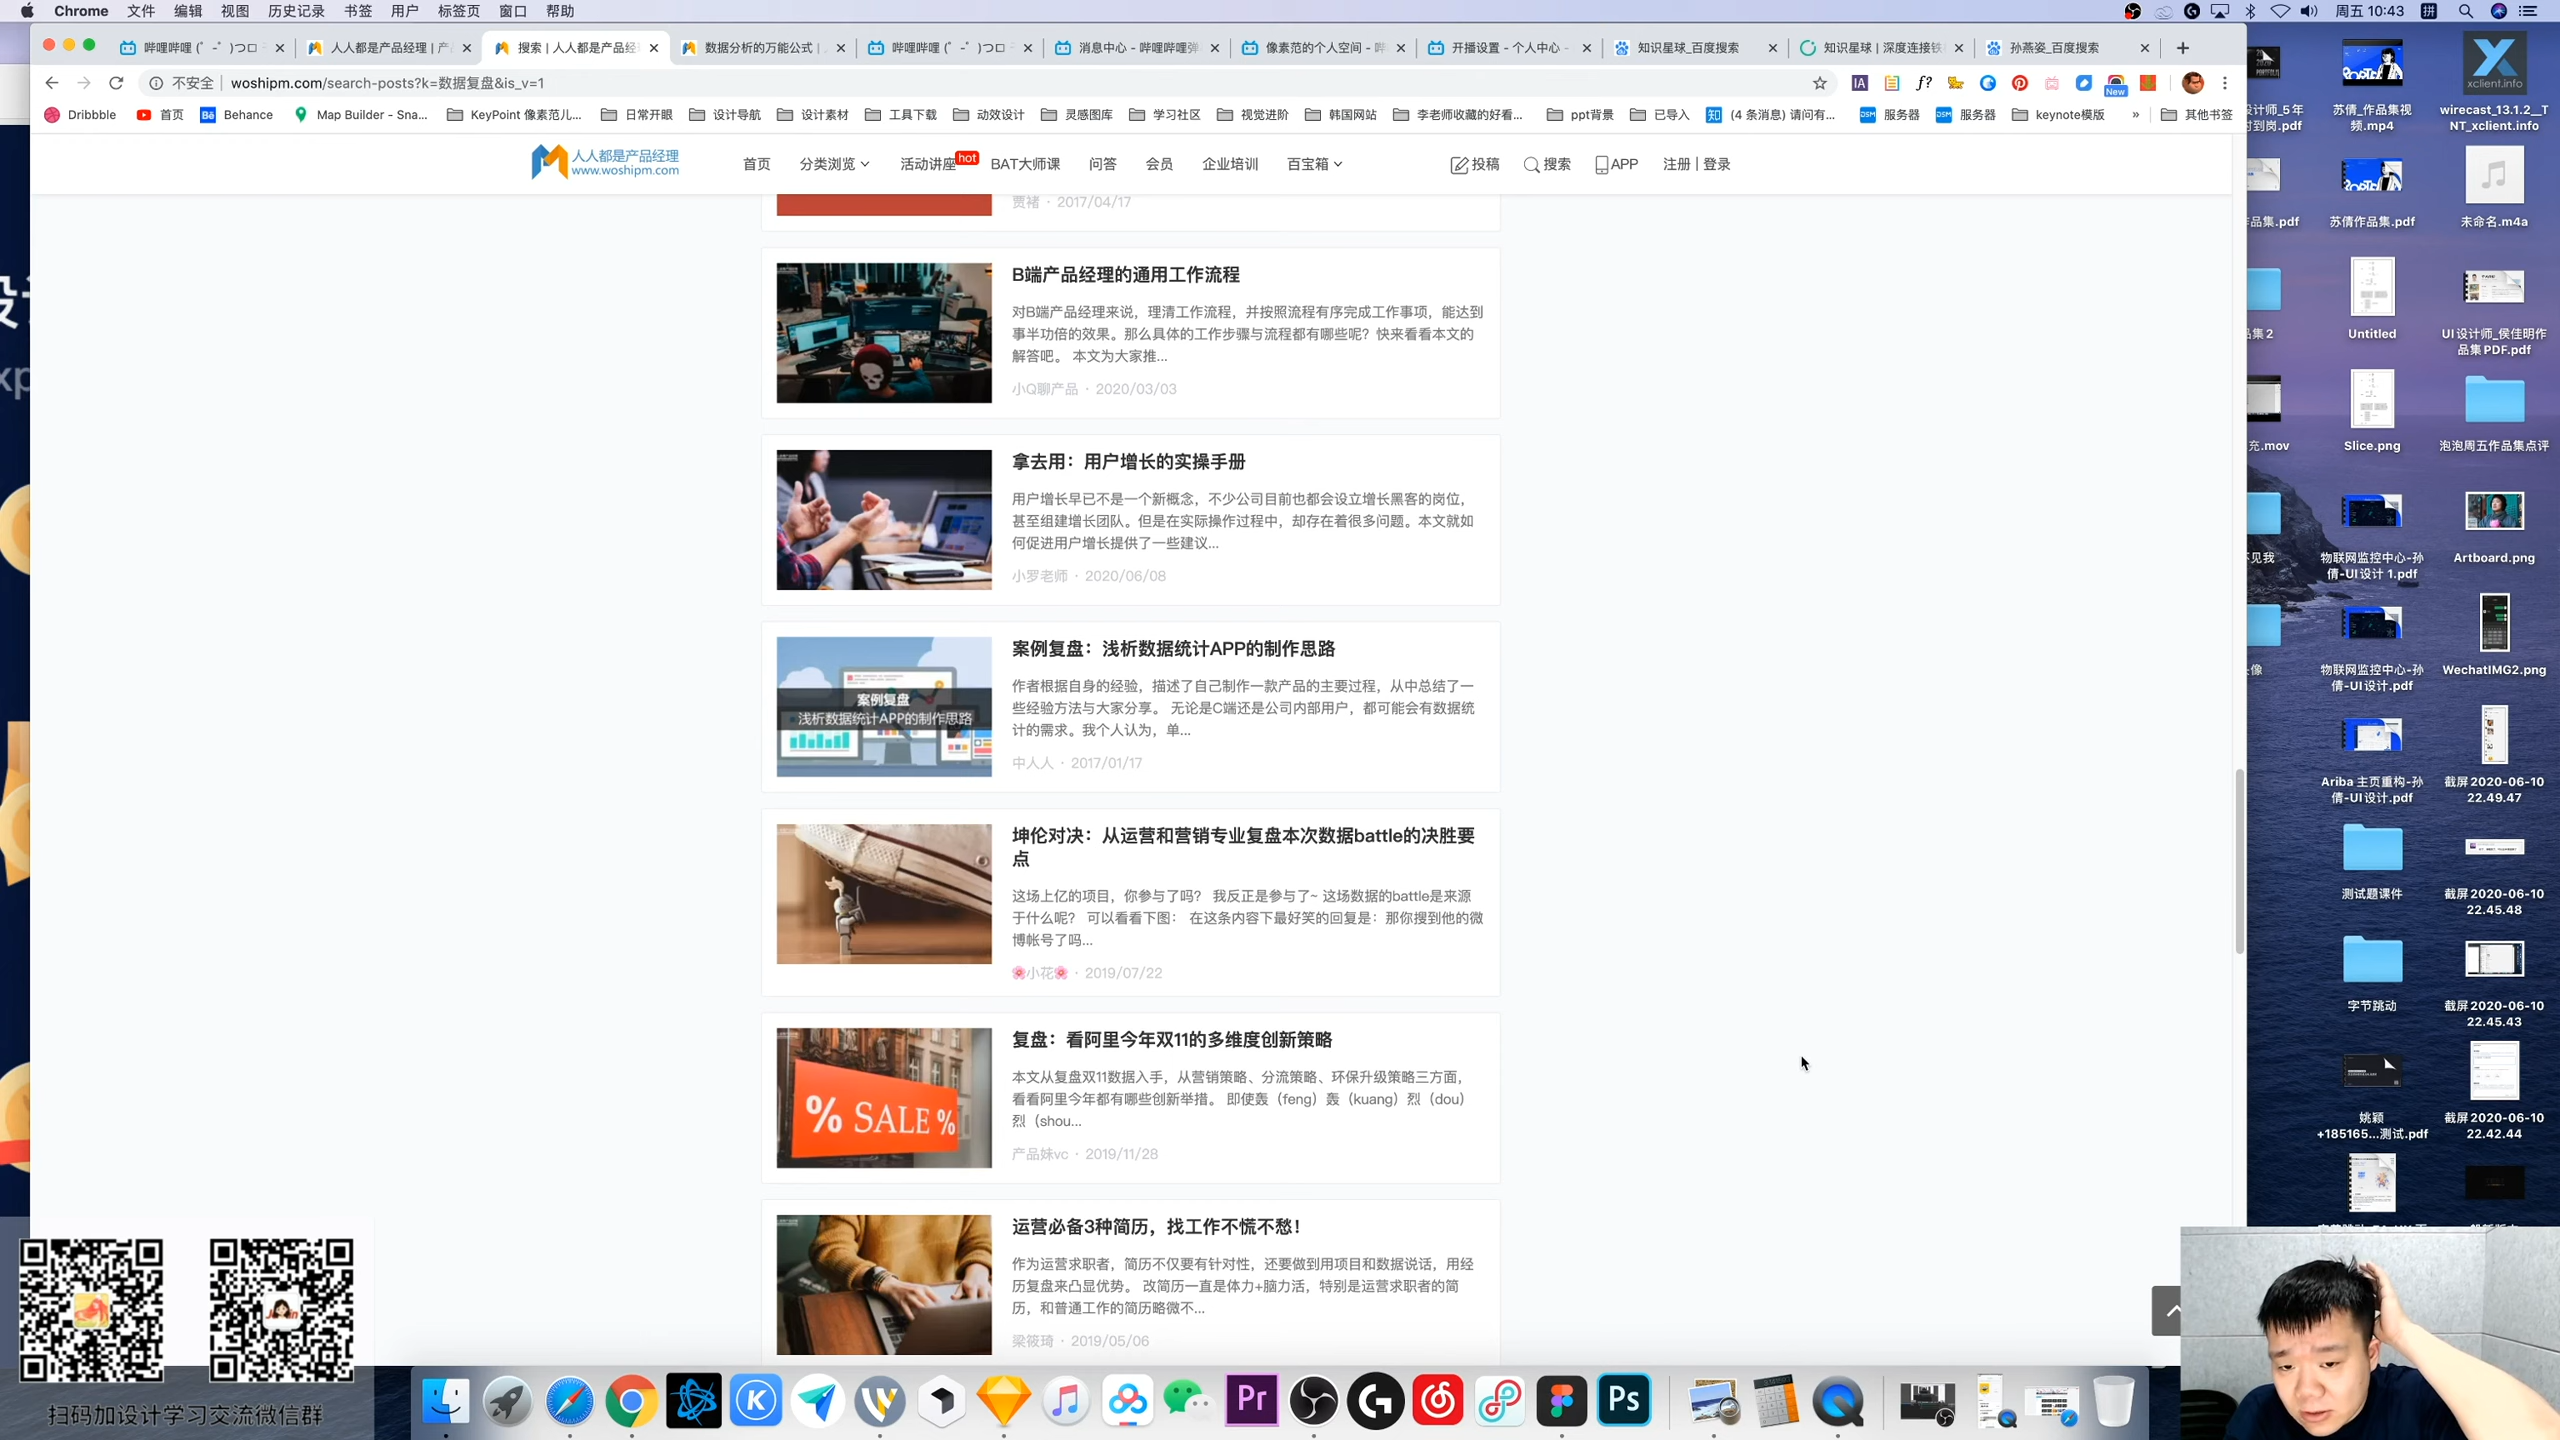 Chrome 文件 编辑 视图 历史记录 书签 用户 标签页 窗口 帮助
周五 10:43
哔哩哔哩 (゜-゜)つロ
人人都是产品经理 | 产
搜索 | 人人都是产品经
数据分析的万能公式 |
哔哩哔哩 (゜-゜)つロ
消息中心 - 哔哩哔哩弹
像素范的个人空间 - 哔
开播设置 - 个人中心 -
知识星球_百度搜索
知识星球 | 深度连接铁
孙燕姿_百度搜索
不安全 | woshipm.com/search-posts?k=数据复盘&is_v=1
New
Dribbble 首页 Behance Map Builder - Sna... KeyPoint 像素范儿... 日常开眼 设计导航 设计素材 工具下载 动效设计 灵感图库 学习社区 视觉进阶 韩国网站 李老师收藏的好看... ppt背景 已导入 (4 条消息) 请问有... 服务器 服务器 keynote模版 » 其他书签
人人都是产品经理
www.woshipm.com
首页 分类浏览 活动讲座 hot BAT大师课 问答 会员 企业培训 百宝箱 投稿 搜索 APP 注册 | 登录
贾褚 · 2017/04/17
B端产品经理的通用工作流程
对B端产品经理来说，理清工作流程，并按照流程有序完成工作事项，能达到
事半功倍的效果。那么具体的工作步骤与流程都有哪些呢？快来看看本文的
解答吧。 本文为大家推...
小Q聊产品 · 2020/03/03
拿去用：用户增长的实操手册
用户增长早已不是一个新概念，不少公司目前也都会设立增长黑客的岗位，
甚至组建增长团队。但是在实际操作过程中，却存在着很多问题。本文就如
何促进用户增长提供了一些建议...
小罗老师 · 2020/06/08
案例复盘
浅析数据统计APP的制作思路
案例复盘：浅析数据统计APP的制作思路
作者根据自身的经验，描述了自己制作一款产品的主要过程，从中总结了一
些经验方法与大家分享。 无论是C端还是公司内部用户，都可能会有数据统
计的需求。我个人认为，单...
中人人 · 2017/01/17
坤伦对决：从运营和营销专业复盘本次数据battle的决胜要
点
这场上亿的项目，你参与了吗？ 我反正是参与了~ 这场数据的battle是来源
于什么呢？ 可以看看下图： 在这条内容下最好笑的回复是：那你搜到他的微
博帐号了吗...
🌸小花🌸 · 2019/07/22
% SALE %
复盘：看阿里今年双11的多维度创新策略
本文从复盘双11数据入手，从营销策略、分流策略、环保升级策略三方面，
看看阿里今年都有哪些创新举措。 即使轰（feng）轰（kuang）烈（dou）
烈（shou...
产品妹vc · 2019/11/28
运营必备3种简历，找工作不慌不愁！
作为运营求职者，简历不仅要有针对性，还要做到用项目和数据说话，用经
历复盘来凸显优势。 改简历一直是体力+脑力活，特别是运营求职者的简
历，和普通工作的简历略微不...
梁筱琦 · 2019/05/06
扫码加设计学习交流微信群
设计师_5年
苏倩_作品集视
频.mp4
xclient.info
wirecast_13.1.2__T
NT_xclient.info
苏倩作品集.pdf
未命名.m4a
Untitled
UI设计师_侯佳明作
品集PDF.pdf
充.mov
Slice.png
泡泡周五作品集点评
不见我
物联网监控中心-孙
倩-UI设计 1.pdf
Artboard.png
物联网监控中心-孙
倩-UI设计.pdf
WechatIMG2.png
Ariba 主页重构-孙
倩-UI设计.pdf
截屏2020-06-10
22.49.47
测试题课件
截屏2020-06-10
22.45.48
字节跳动
截屏2020-06-10
22.45.43
姚颖
+185165...测试.pdf
截屏2020-06-10
22.42.44
Pr
Ps